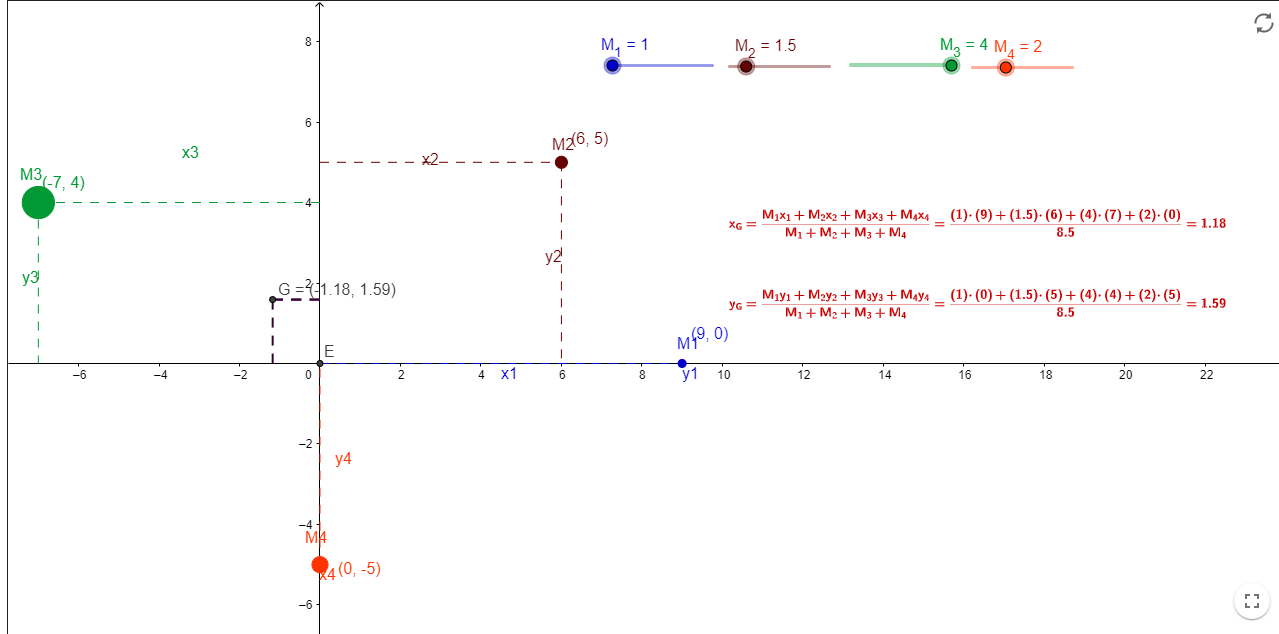 M1 = 1
M2 = 1.5
M3 = 4
M4 = 2
8
6
M2 (6, 5)
x3
x2
M3 (-7, 4)
4
xG = (M1x1 + M2x2 + M3x3 + M4x4)/(M1 + M2 + M3 + M4) = ((1)·(9) + (1.5)·(6) + (4)·(7) + (2)·(0))/8.5 = 1.18
y2
y3
2
G = (-1.18, 1.59)
yG = (M1y1 + M2y2 + M3y3 + M4y4)/(M1 + M2 + M3 + M4) = ((1)·(0) + (1.5)·(5) + (4)·(4) + (2)·(5))/8.5 = 1.59
(9, 0)
M1
E
−6 −4 −2 0 2 4 6 8 10 12 14 16 18 20 22
x1
y1
−2
y4
−4
M4
x4 (0, -5)
−6